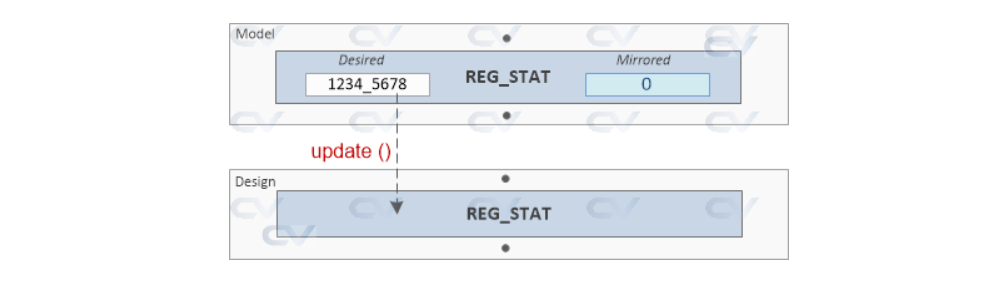 Model
Desired
Mirrored
1234_5678
REG_STAT
0
update ()
Design
REG_STAT